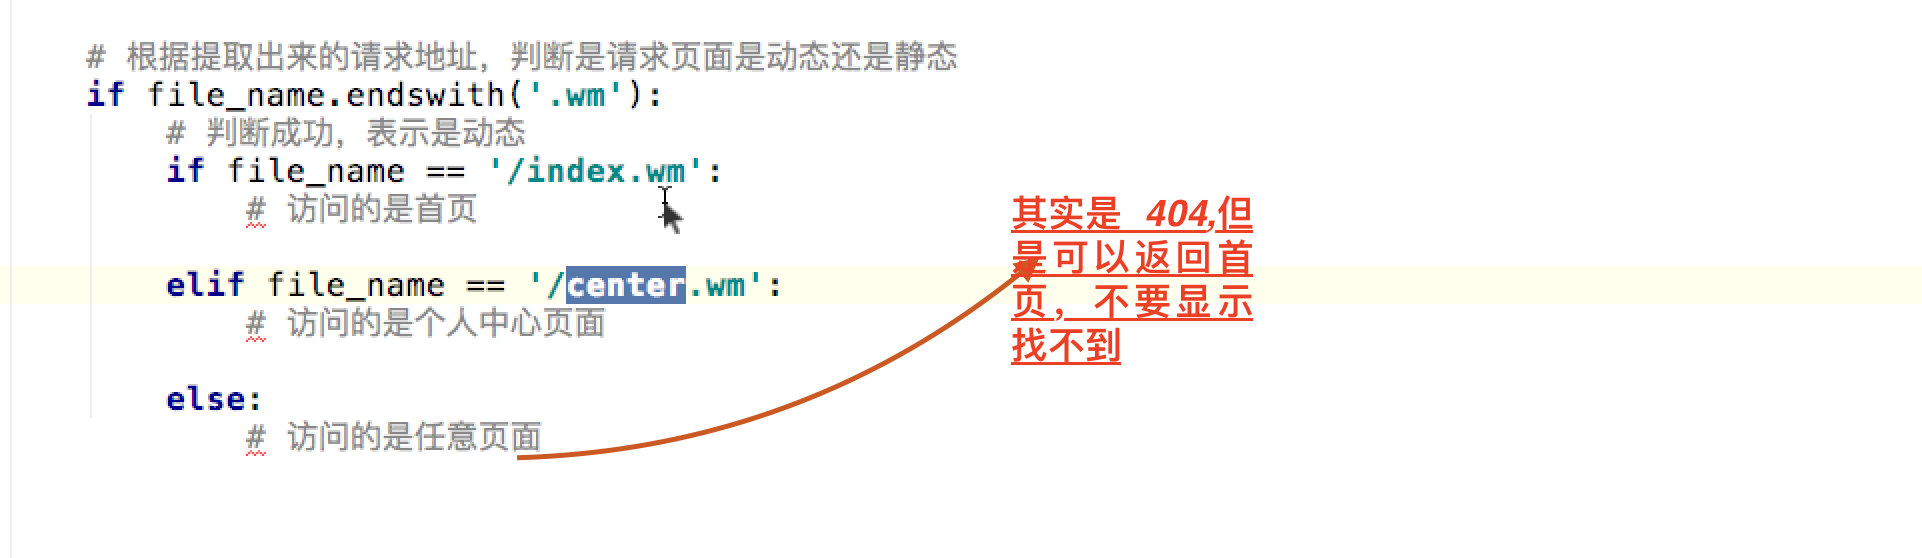 # 根据提取出来的请求地址，判断是请求页面是动态还是静态
if file_name.endswith('.wm'):
# 判断成功，表示是动态
if file_name == '/index.wm':
# 访问的是首页
elif file_name == '/center.wm':
# 访问的是个人中心页面
else:
# 访问的是任意页面
其实是 404,但
是可以返回首
页，不要显示
找不到